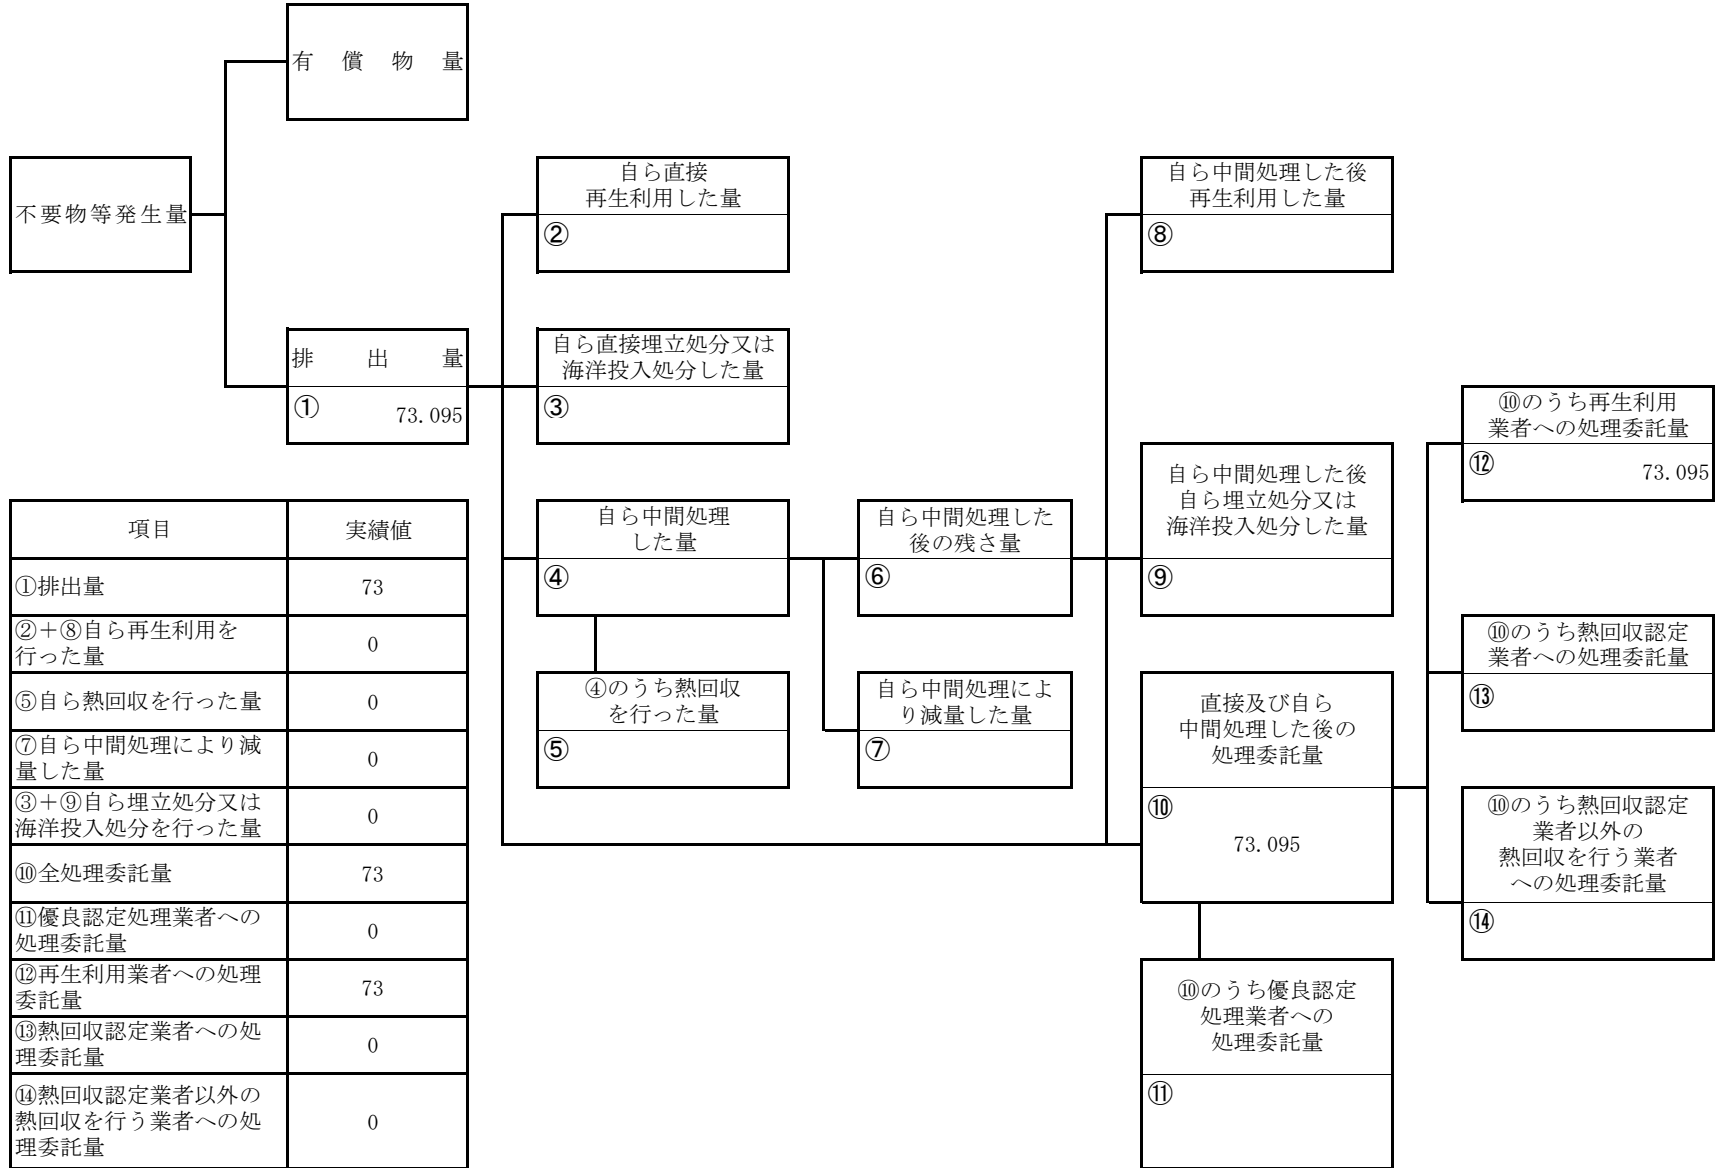 有償物量
不要物等発生量
排出量
① 73.095
自ら直接
再生利用した量
②
自ら直接埋立処分又は
海洋投入処分した量
③
自ら中間処理
した量
④
④のうち熱回収
を行った量
⑤
自ら中間処理した
後の残さ量
⑥
自ら中間処理によ
り減量した量
⑦
自ら中間処理した後
再生利用した量
⑧
自ら中間処理した後
自ら埋立処分又は
海洋投入処分した量
⑨
直接及び自ら
中間処理した後の
処理委託量
⑩
73.095
⑩のうち優良認定
処理業者への
処理委託量
⑪
⑩のうち再生利用
業者への処理委託量
⑫ 73.095
⑩のうち熱回収認定
業者への処理委託量
⑬
⑩のうち熱回収認定
業者以外の
熱回収を行う業者
への処理委託量
⑭
項目 実績値
①排出量 73
②＋⑧自ら再生利用を
行った量 0
⑤自ら熱回収を行った量 0
⑦自ら中間処理により減
量した量 0
③＋⑨自ら埋立処分又は
海洋投入処分を行った量 0
⑩全処理委託量 73
⑪優良認定処理業者への
処理委託量 0
⑫再生利用業者への処理
委託量 73
⑬熱回収認定業者への処
理委託量 0
⑭熱回収認定業者以外の
熱回収を行う業者への処
理委託量 0